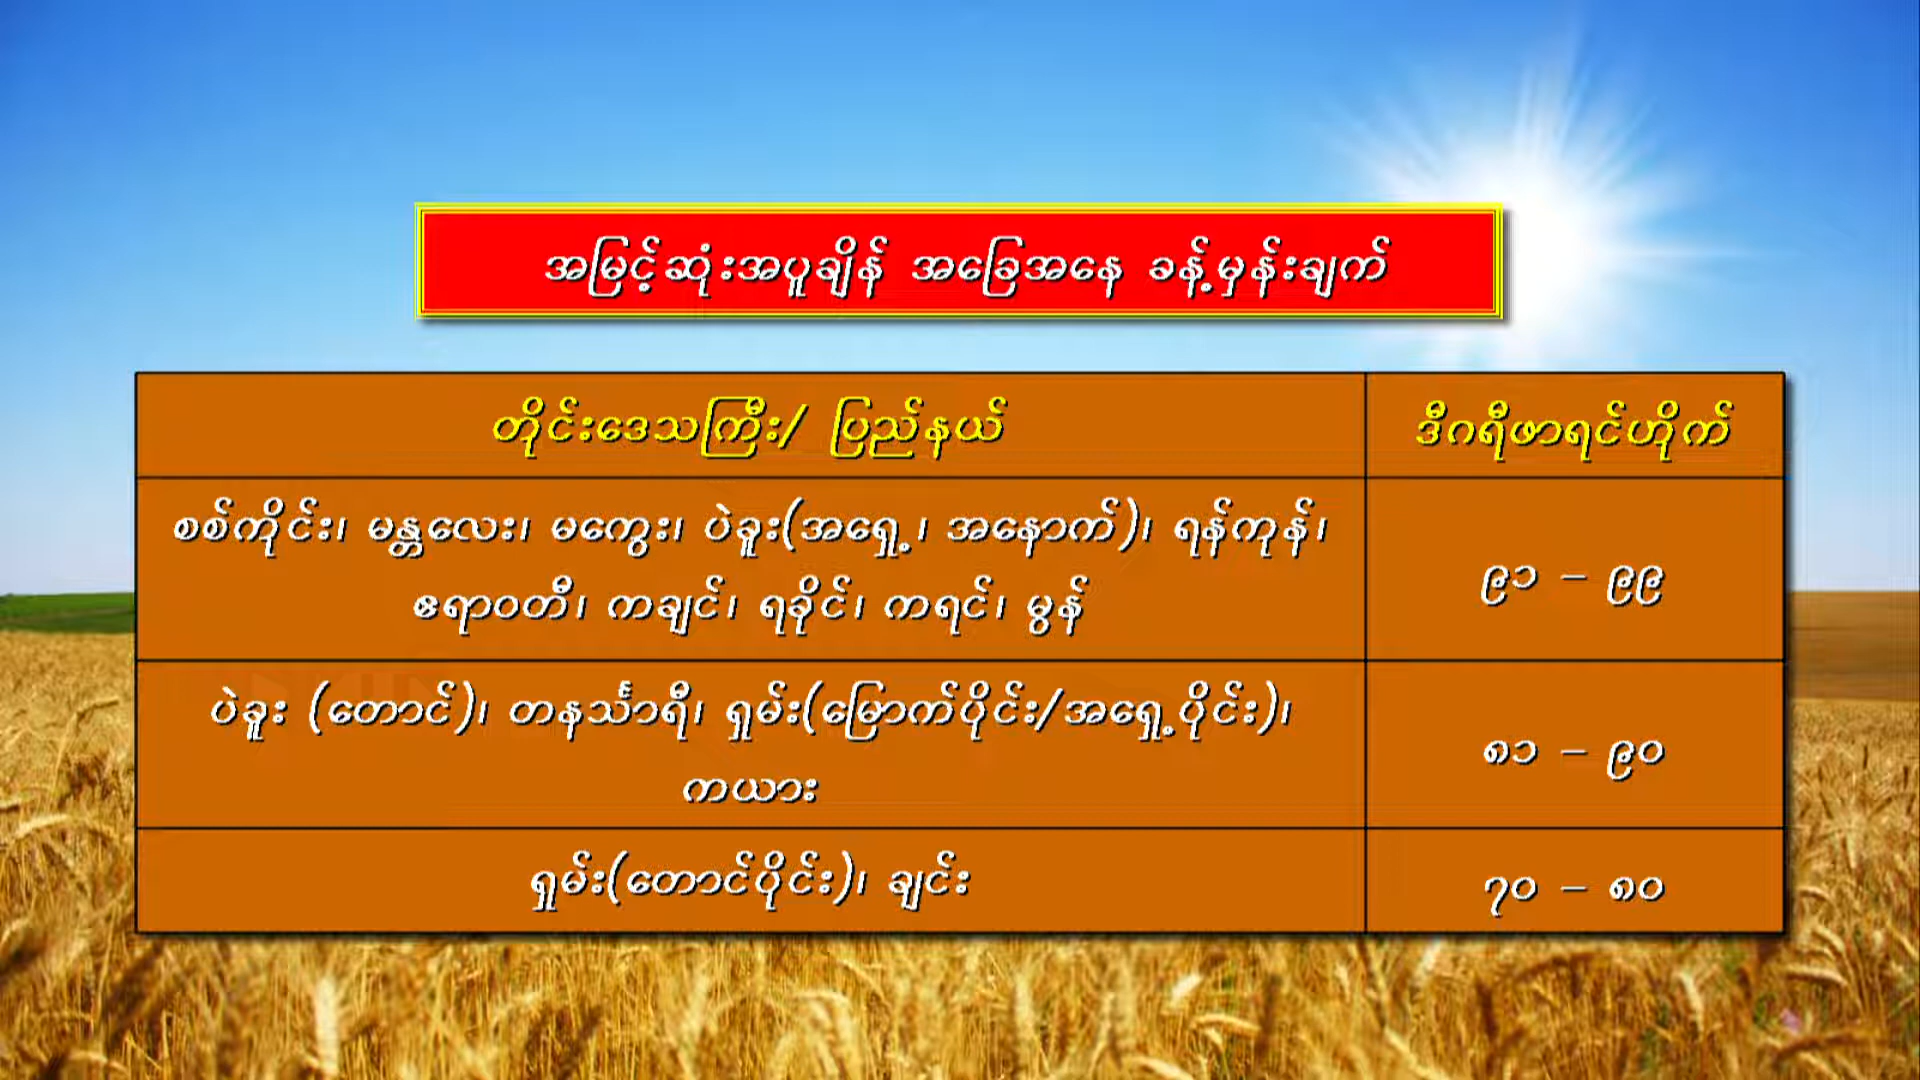 အမြင့်ဆုံးအပူချိန် အခြေအနေ ခန့်မှန်းချက်
တိုင်းဒေသကြီး/ ပြည်နယ်
ဒီဂရီဖာရင်ဟိုက်
စစ်ကိုင်း၊ မန္တလေး၊ မကွေး၊ ပဲခူး(အရှေ့၊ အနောက်)၊ ရန်ကုန်၊
ဧရာဝတီ၊ ကချင်၊ ရခိုင်၊ ကရင်၊ မွန်
၉၁ – ၉၉
ပဲခူး (တောင်)၊ တနင်္သာရီ၊ ရှမ်း(မြောက်ပိုင်း/အရှေ့ပိုင်း)၊
ကယား
၈၁ – ၉၀
ရှမ်း(တောင်ပိုင်း)၊ ချင်း
၇၀ – ၈၀